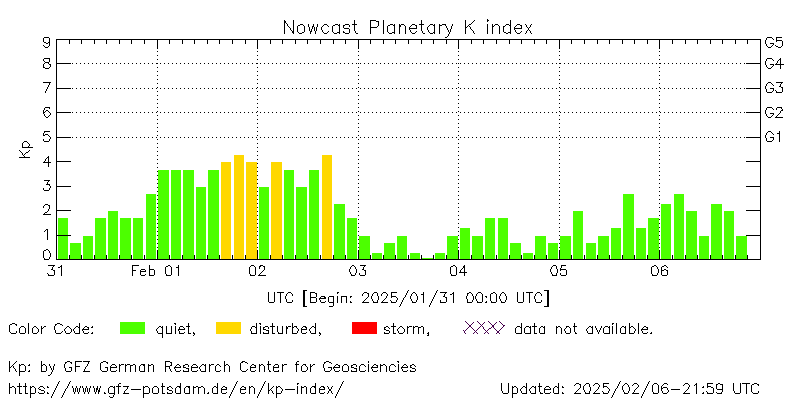 Nowcast Planetary K index
9 G5
8 G4
7 G3
6 G2
5 G1
4
3
2
1
0
Kp
31 Feb 01 02 03 04 05 06
UTC [Begin: 2025/01/31 00:00 UTC]
Color Code: quiet, disturbed, storm, data not available.
Kp: by GFZ German Research Center for Geosciencies
https://www.gfz-potsdam.de/en/kp-index/ Updated: 2025/02/06-21:59 UTC